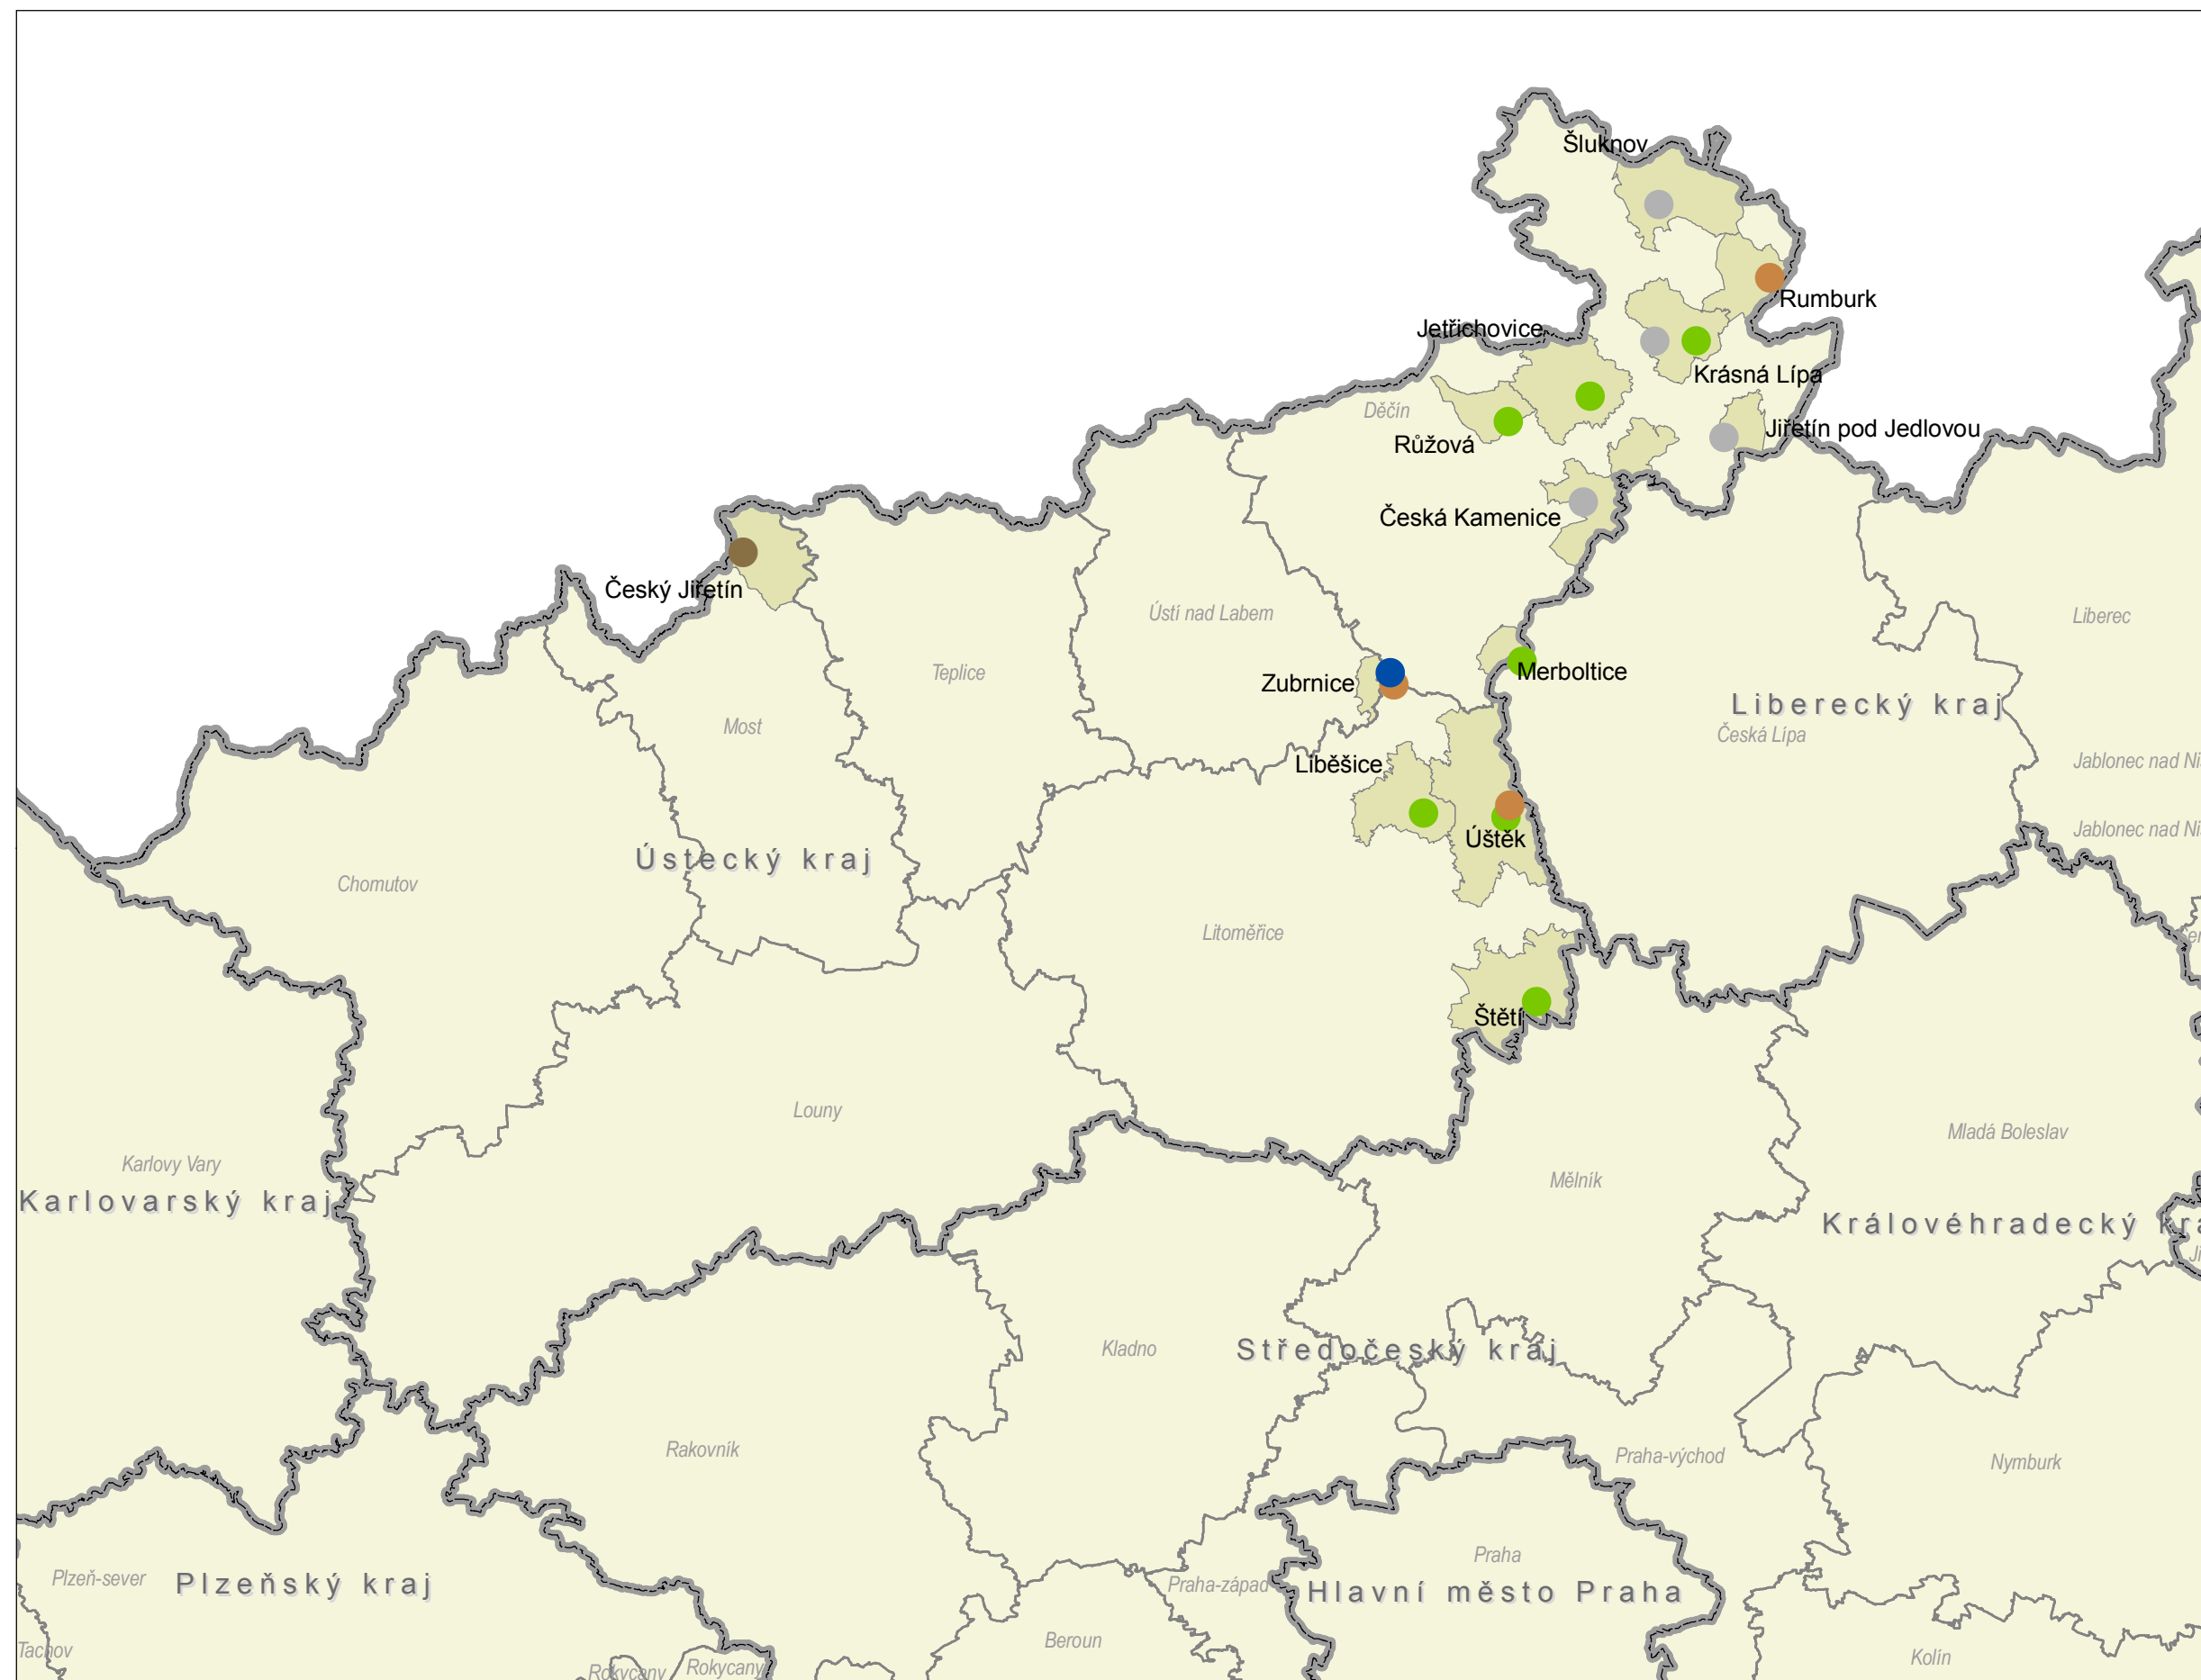 Šluknov
Rumburk
Jetřichovice
Krásná Lípa
Děčín
Jiřetín pod Jedlovou
Růžová
Česká Kamenice
Český Jiřetín
Ústí nad Labem
Liberec
Teplice
Merboltice
Zubrnice
Liberecký kraj
Most
Česká Lípa
Jablonec nad Ni
Liběšice
Jablonec nad Ni
Úštěk
Ústecký kraj
Chomutov
Litoměřice
Štětí
Louny
Mladá Boleslav
Karlovy Vary
Mělník
Karlovarský kraj
Královéhradecký kra
Kladno
Středočeský kraj
Rakovník
Praha-východ
Nymburk
Praha
Plzeň-sever
Plzeňský kraj
Praha-západ
Hlavní město Praha
Beroun
Tachov
Kolín
Rokycany
Rokycany